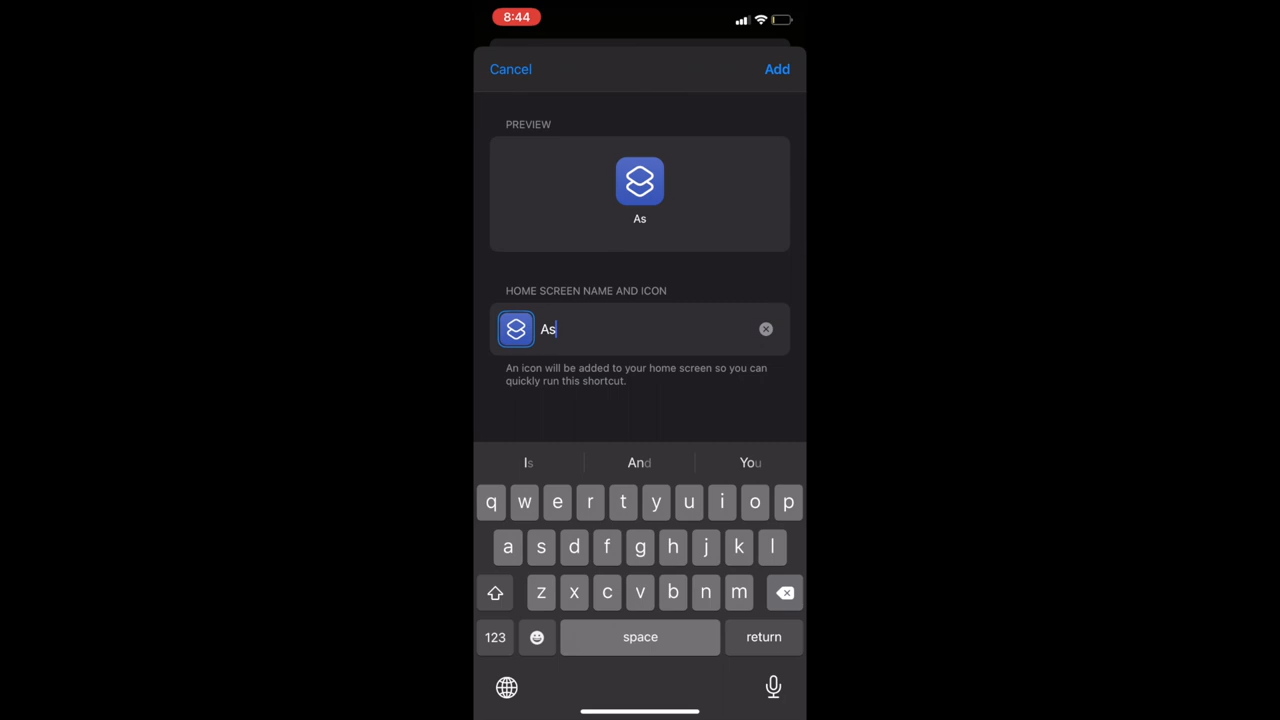 8:44
Cancel Add
PREVIEW
As
HOME SCREEN NAME AND ICON
As
An icon will be added to your home screen so you can
quickly run this shortcut.
Is And You
q w e r t y u i o p
a s d f g h j k l
z x c v b n m
123 space return